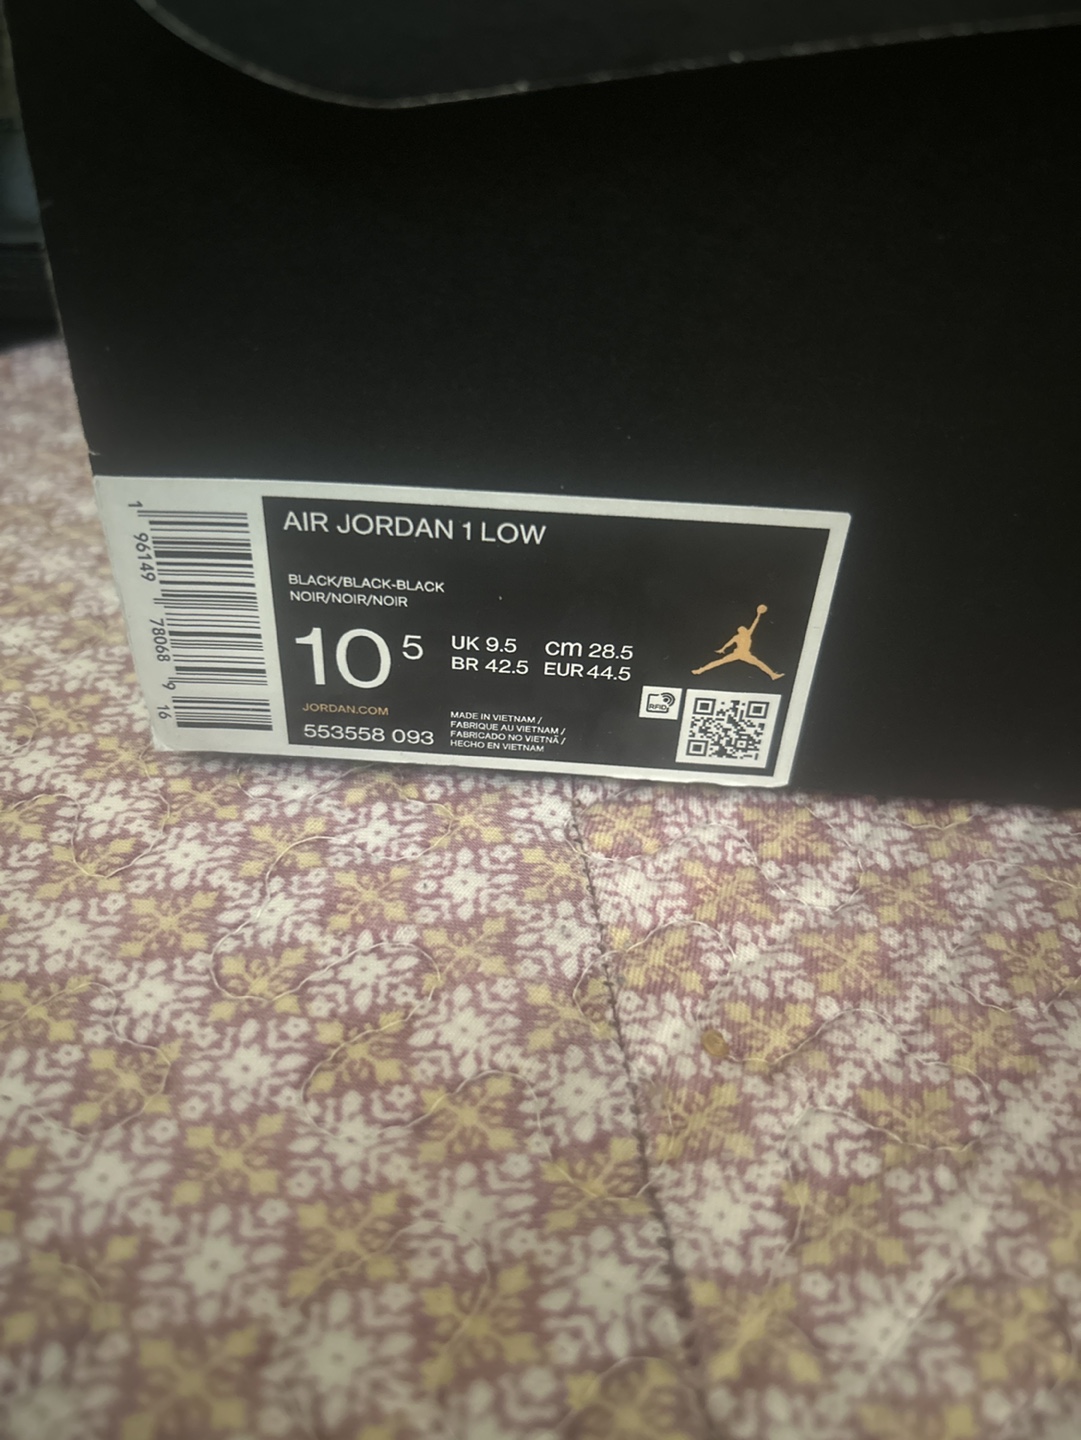 1 96149 78068 9 16
AIR JORDAN 1 LOW
BLACK/BLACK-BLACK
NOIR/NOIR/NOIR
10 5
UK 9.5 cm 28.5
BR 42.5 EUR 44.5
JORDAN.COM
553558 093
MADE IN VIETNAM /
FABRIQUE AU VIETNAM /
FABRICADO NO VIETNÃ /
HECHO EN VIETNAM
RFID